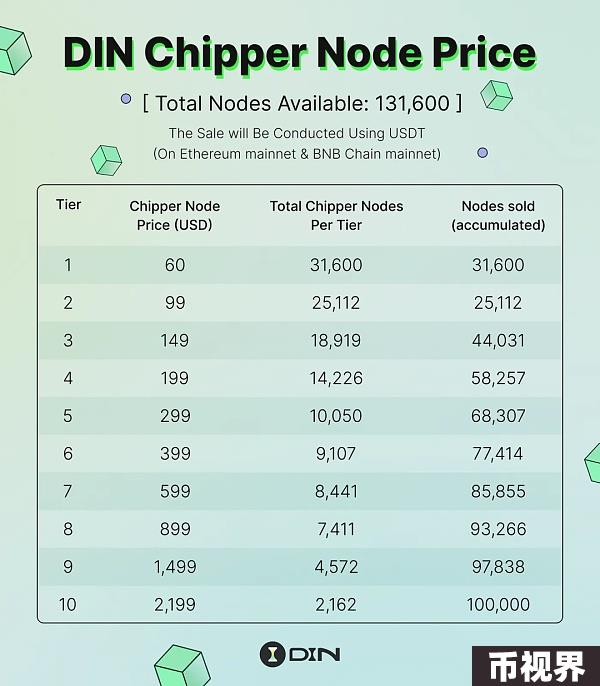 DIN Chipper Node Price
[ Total Nodes Available: 131,600 ]
The Sale will Be Conducted Using USDT
(On Ethereum mainnet & BNB Chain mainnet)
Tier Chipper Node Price (USD) Total Chipper Nodes Per Tier Nodes sold (accumulated)
1 60 31,600 31,600
2 99 25,112 25,112
3 149 18,919 44,031
4 199 14,226 58,257
5 299 10,050 68,307
6 399 9,107 77,414
7 599 8,441 85,855
8 899 7,411 93,266
9 1,499 4,572 97,838
10 2,199 2,162 100,000
DIN
币视界